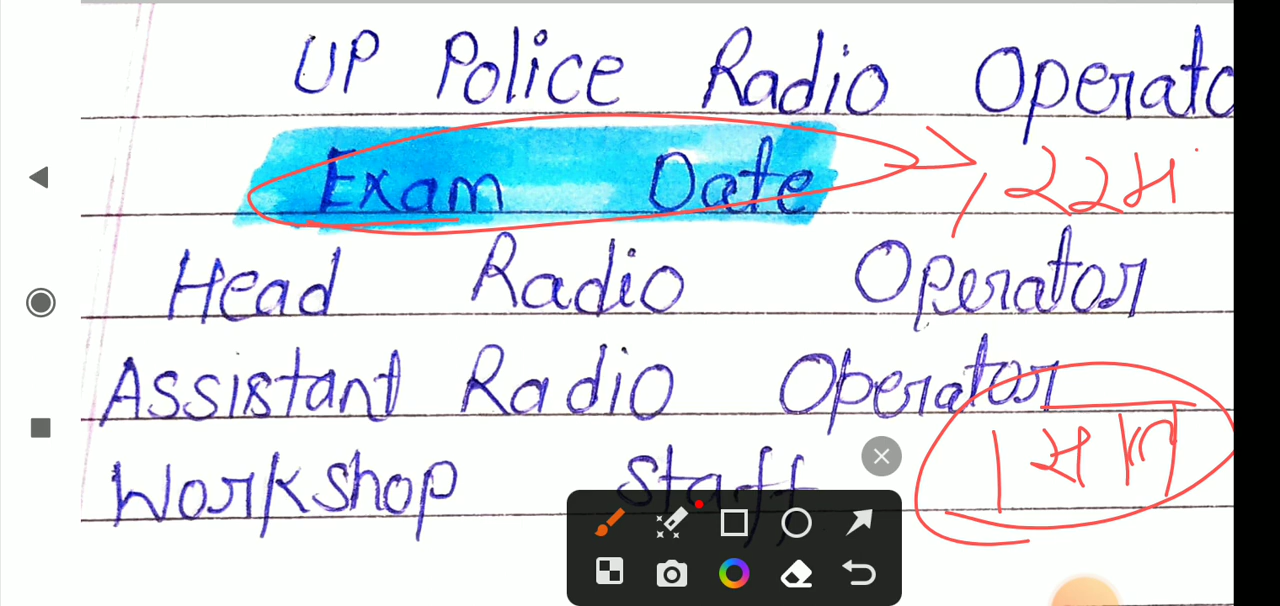 UP Police Radio Operato
Exam Date
Head Radio Operator
Assistant Radio Operator
Workshop Staff